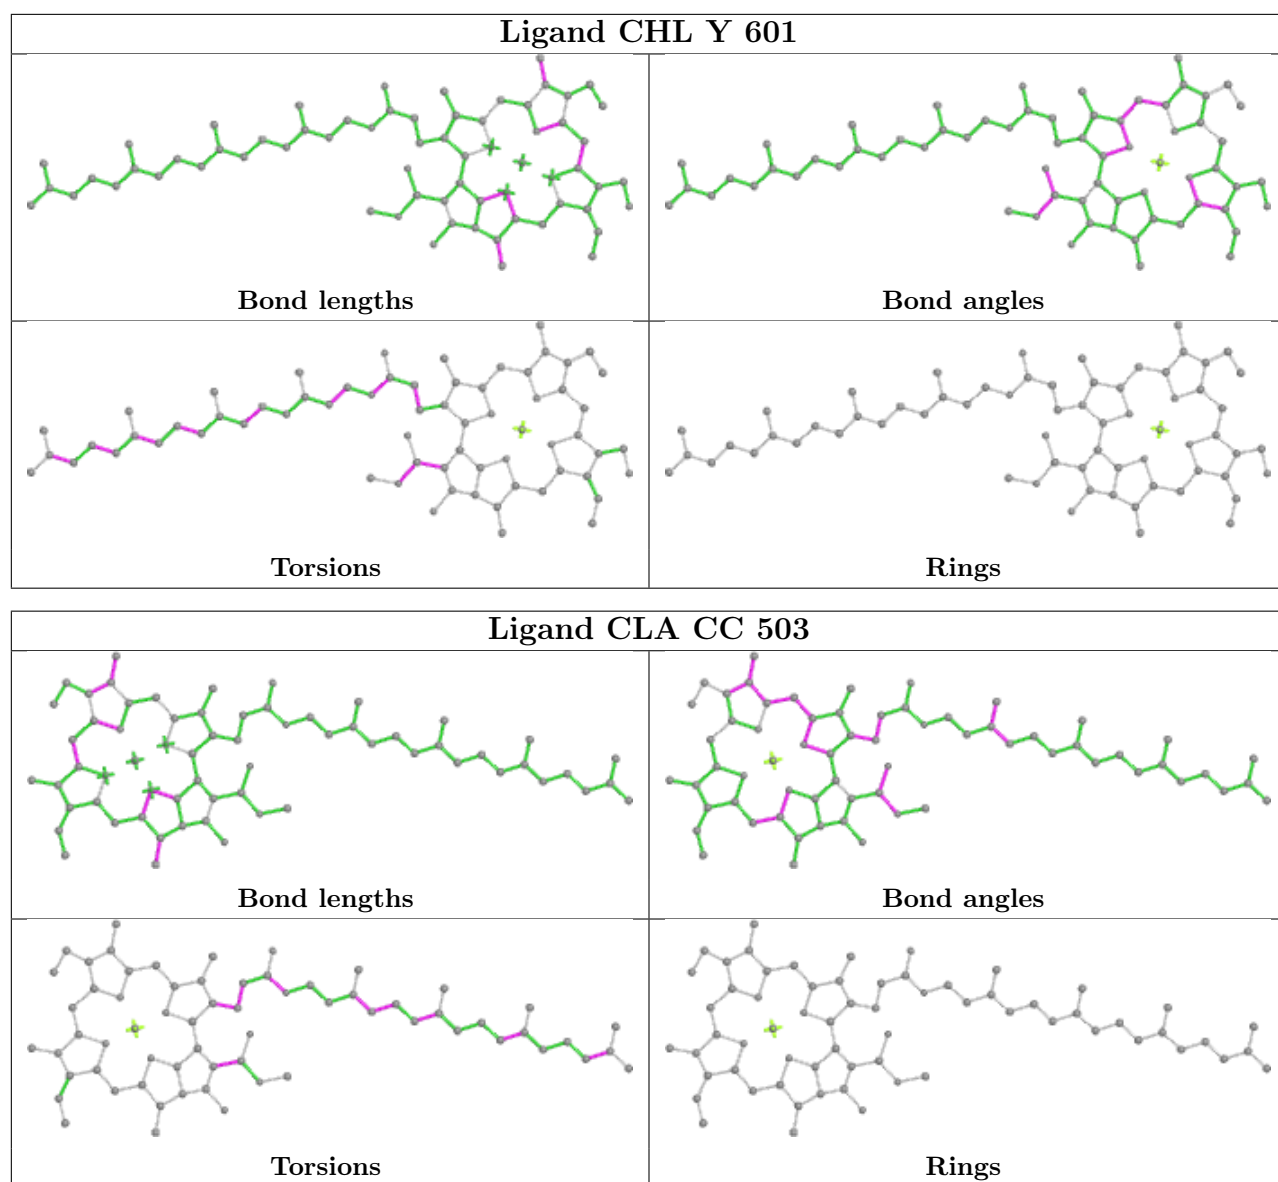 Ligand CHL Y 601
Bond lengths
Bond angles
Torsions
Rings
Ligand CLA CC 503
Bond lengths
Bond angles
Torsions
Rings